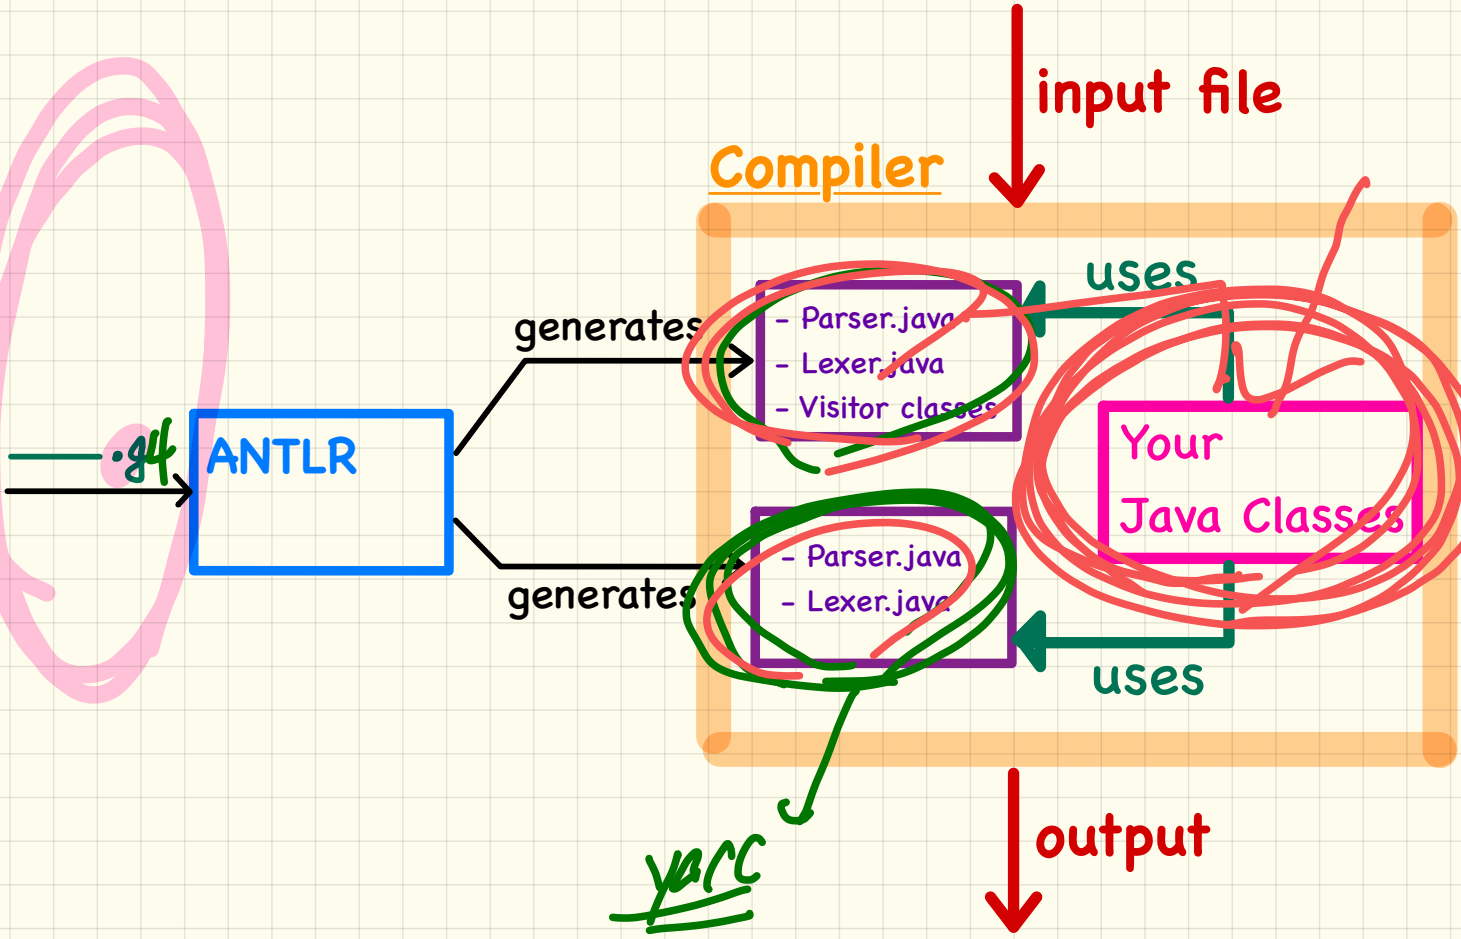 input file
Compiler
uses
generates
- Parser.java
- Lexer.java
- Visitor classes
.g4
ANTLR
Your
Java Classes
generates
- Parser.java
- Lexer.java
uses
output
yacc